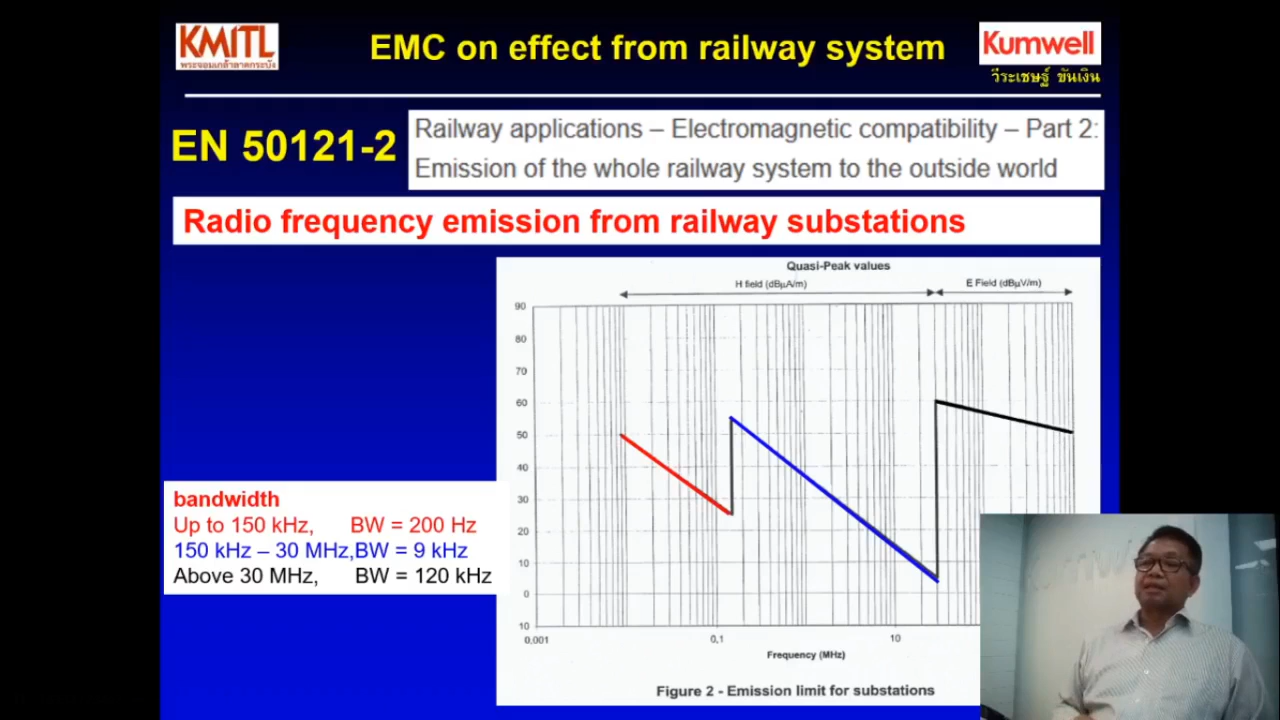 KMITL
พระจอมเกล้าลาดกระบัง
EMC on effect from railway system
Kumwell
วีระเชษฐ์ ขันเงิน
EN 50121-2
Railway applications – Electromagnetic compatibility – Part 2:
Emission of the whole railway system to the outside world
Radio frequency emission from railway substations
Quasi-Peak values
H field (dBµA/m)
E Field (dBµV/m)
90
80
70
60
50
40
30
20
10
0
10
0,001
0,1
10
Frequency (MHz)
Figure 2 - Emission limit for substations
bandwidth
Up to 150 kHz, BW = 200 Hz
150 kHz – 30 MHz,BW = 9 kHz
Above 30 MHz, BW = 120 kHz